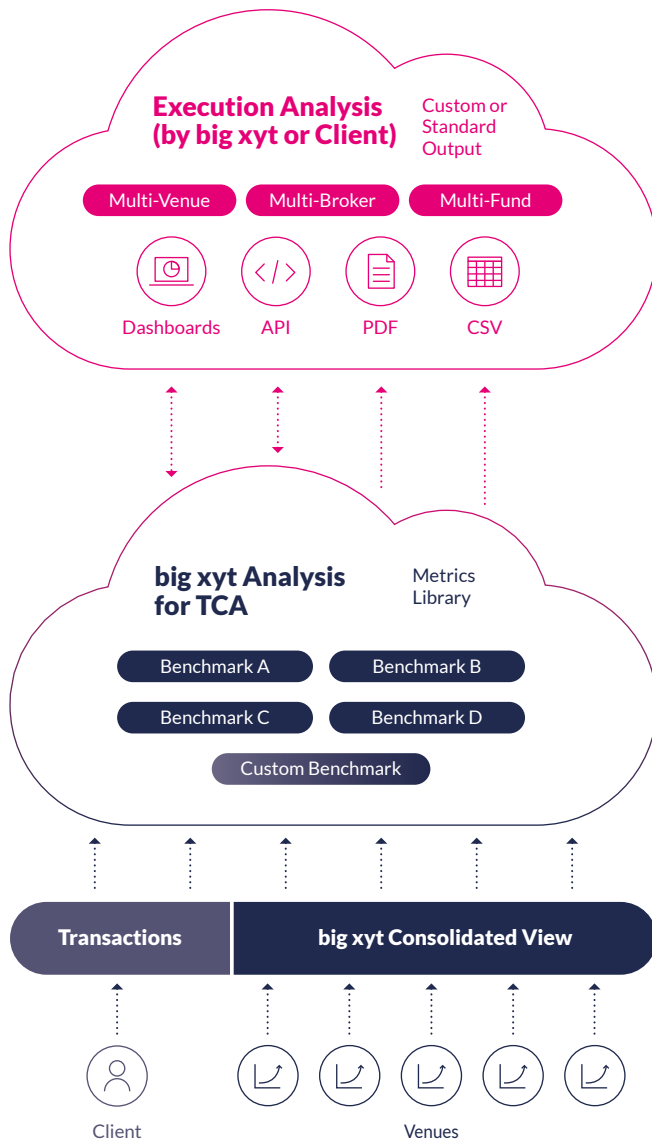 Execution Analysis
(by big xyt or Client)
Custom or
Standard
Output
Multi-Venue
Multi-Broker
Multi-Fund
Dashboards
API
PDF
CSV
big xyt Analysis
for TCA
Metrics
Library
Benchmark A
Benchmark B
Benchmark C
Benchmark D
Custom Benchmark
Transactions
big xyt Consolidated View
Client
Venues